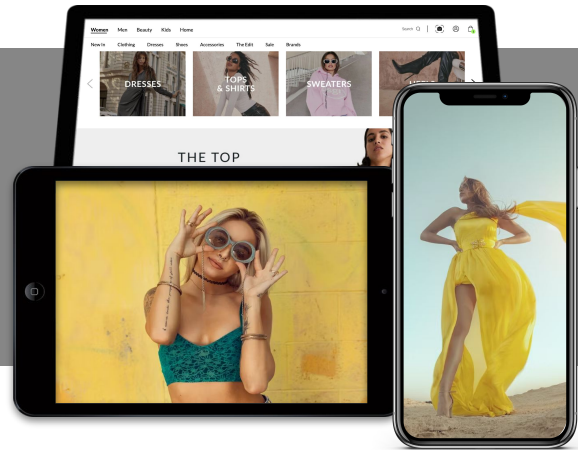 Women Men Beauty Kids Home Search
New In Clothing Dresses Shoes Accessories The Edit Sale Brands
DRESSES
TOPS
& SHIRTS
SWEATERS
THE TOP